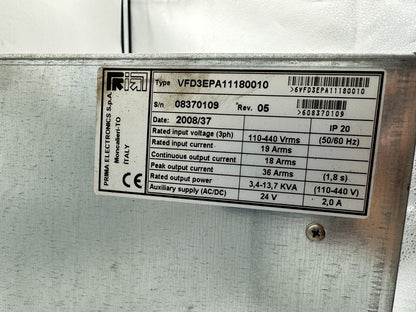 PRIMA ELECTRONICS S.p.A.
Moncalieri-TO
ITALY
CE
Type VFD3EPA11180010 >6VFD3EPA11180010
S/n 08370109 Rev. 05 >608370109
Date: 2008/37 IP 20
Rated input voltage (3ph) 110-440 Vrms (50/60 Hz)
Rated input current 19 Arms
Continuous output current 18 Arms
Peak output current 36 Arms (1,8 s)
Rated output power 3,4-13,7 KVA (110-440 V)
Auxiliary supply (AC/DC) 24 V 2,0 A